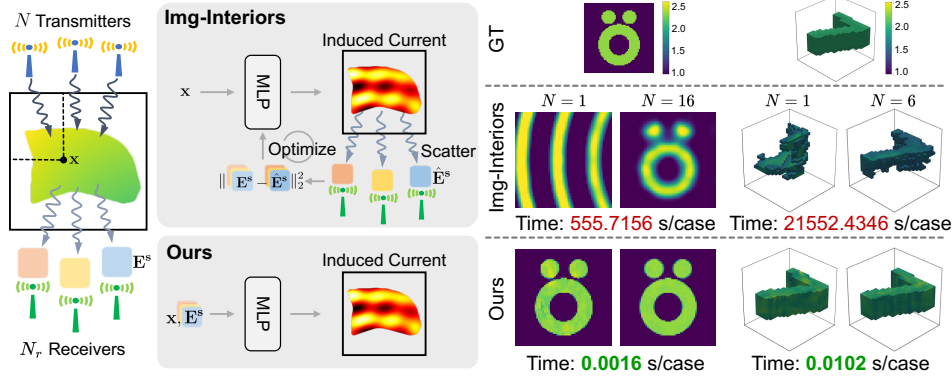 N Transmitters
x
E^s
N_r Receivers
Img-Interiors
x
MLP
Induced Current
Optimize
Scatter
|| E^s − Ê^s ||_2^2
Ê^s
Ours
x, E^s
MLP
Induced Current
GT
2.5
2.0
1.5
1.0
2.5
2.0
1.5
1.0
Img-Interiors
N = 1
N = 16
N = 1
N = 6
Time: 555.7156 s/case
Time: 21552.4346 s/case
Ours
Time: 0.0016 s/case
Time: 0.0102 s/case